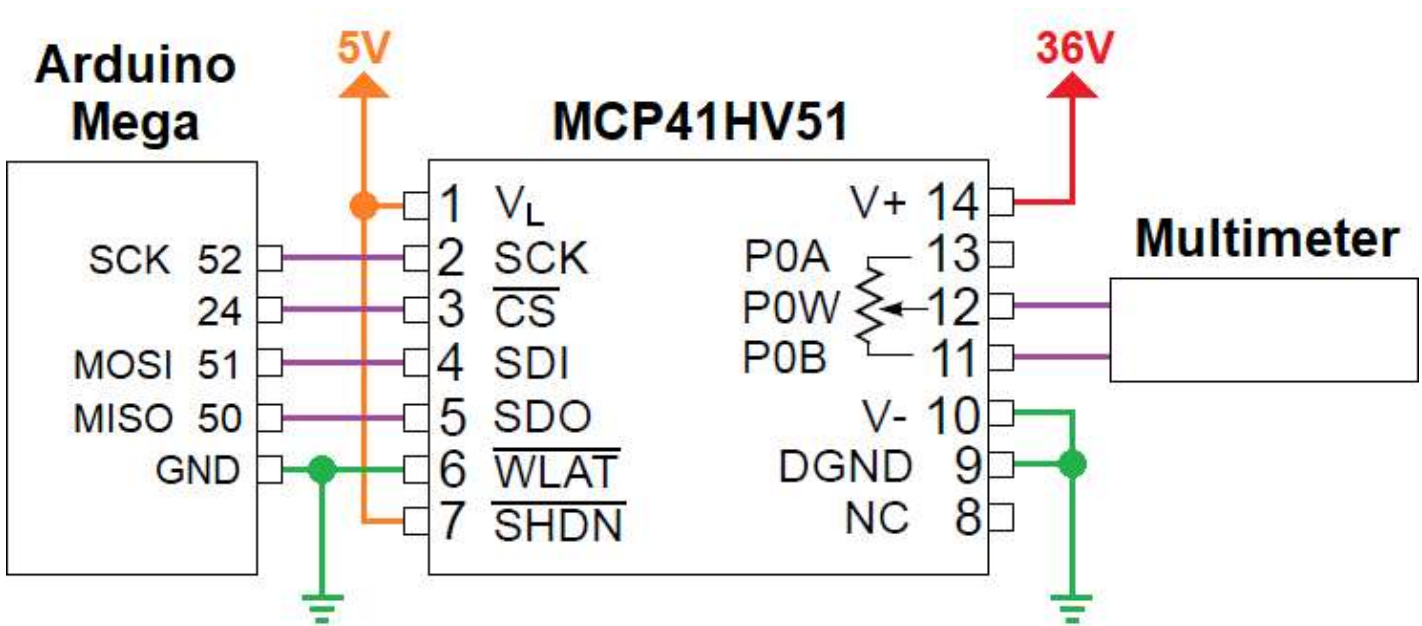 Arduino
Mega
5V
MCP41HV51
36V
Multimeter
SCK 52
24
MOSI 51
MISO 50
GND
1 VL
2 SCK
3 CS
4 SDI
5 SDO
6 WLAT
7 SHDN
V+ 14
P0A 13
P0W 12
P0B 11
V- 10
DGND 9
NC 8